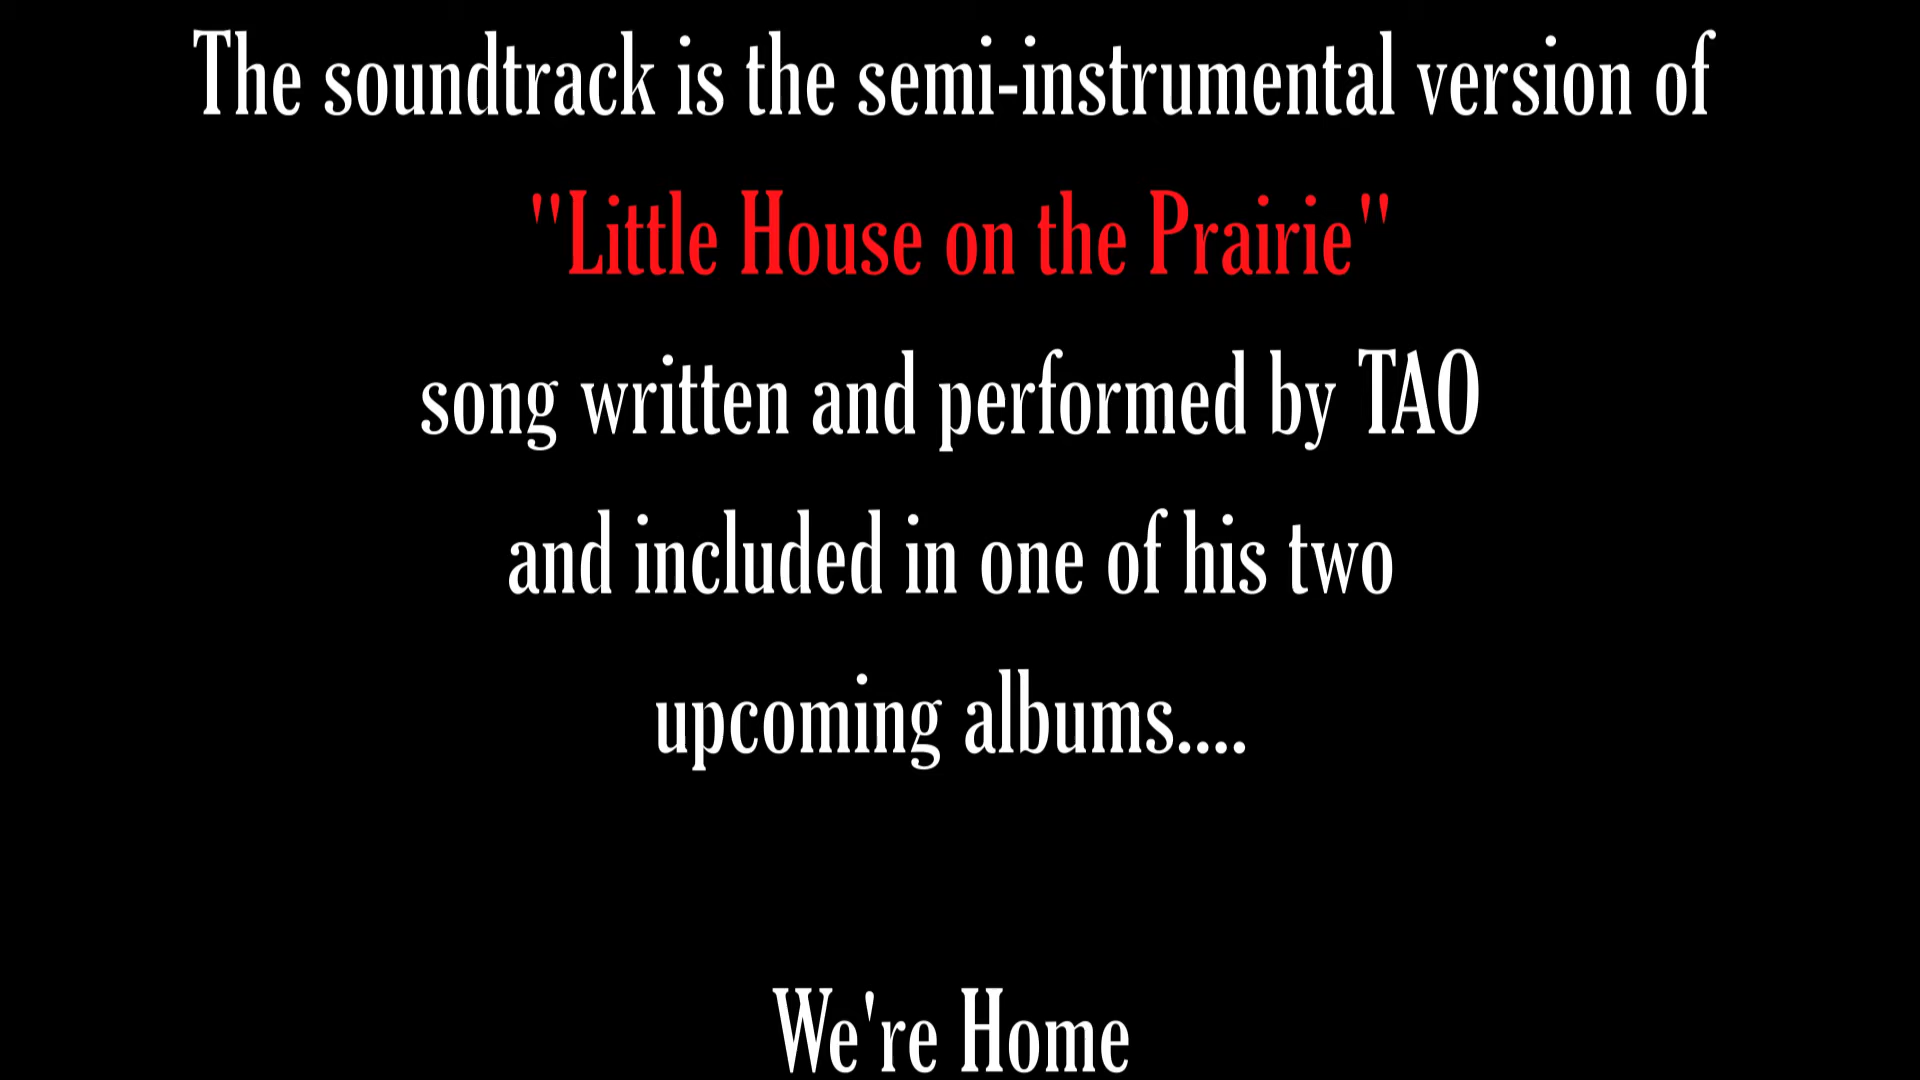 The soundtrack is the semi-instrumental version of
"Little House on the Prairie"
song written and performed by TAO
and included in one of his two
upcoming albums....
We're Home